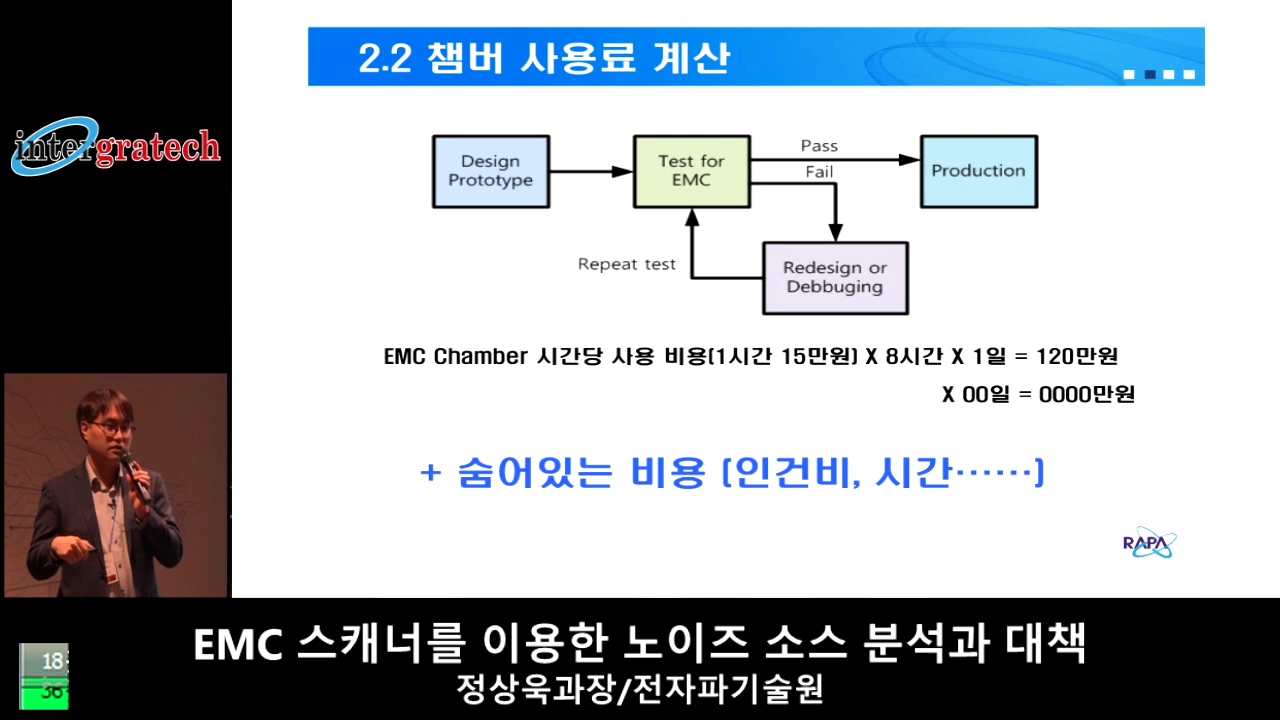 2.2 챔버 사용료 계산
intergratech
Design
Prototype
Test for
EMC
Pass
Fail
Production
Repeat test
Redesign or
Debbuging
EMC Chamber 시간당 사용 비용(1시간 15만원) X 8시간 X 1일 = 120만원
X 00일 = 0000만원
+ 숨어있는 비용 (인건비, 시간……)
RAPA
EMC 스캐너를 이용한 노이즈 소스 분석과 대책
정상욱과장/전자파기술원
18:
36